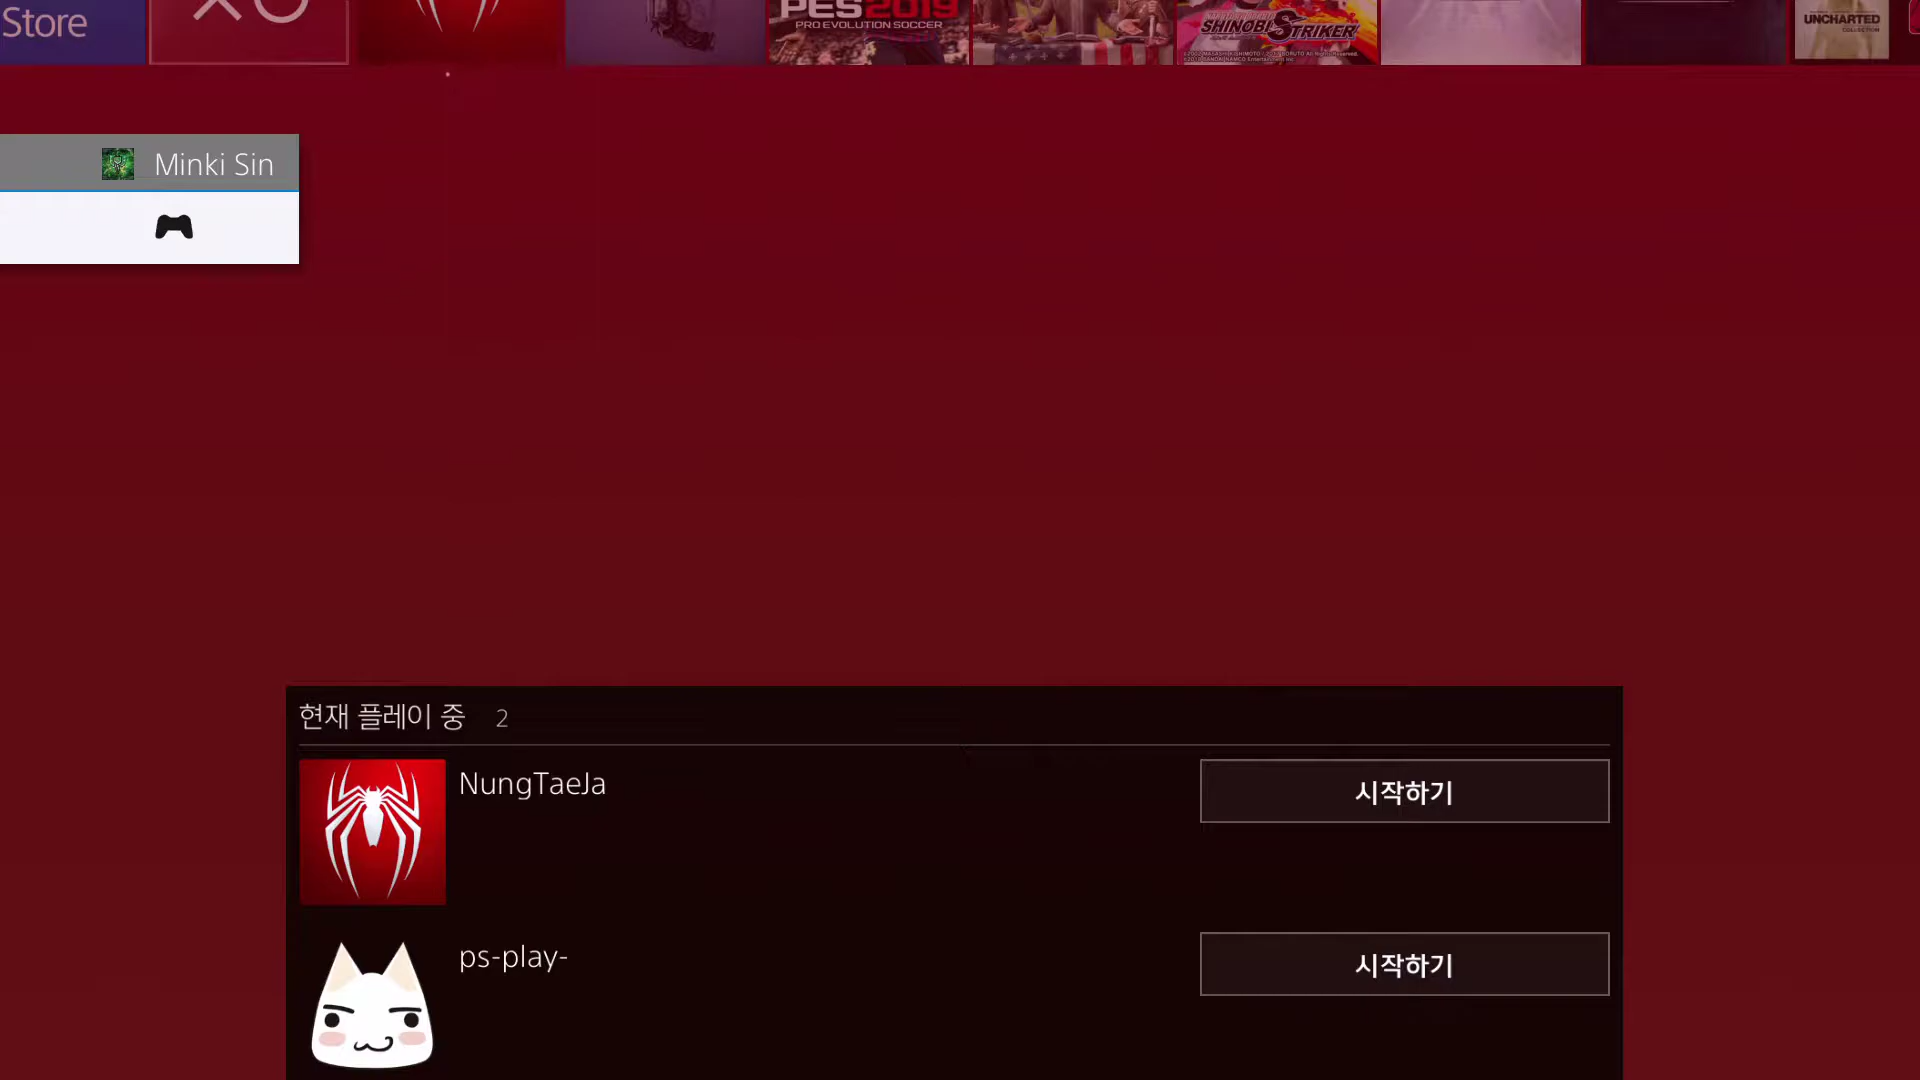 Store
PES2019
PRO EVOLUTION SOCCER
SHINOBI STRIKER
UNCHARTED
COLLECTION
Minki Sin
현재 플레이 중 2
NungTaeJa
시작하기
ps-play-
시작하기